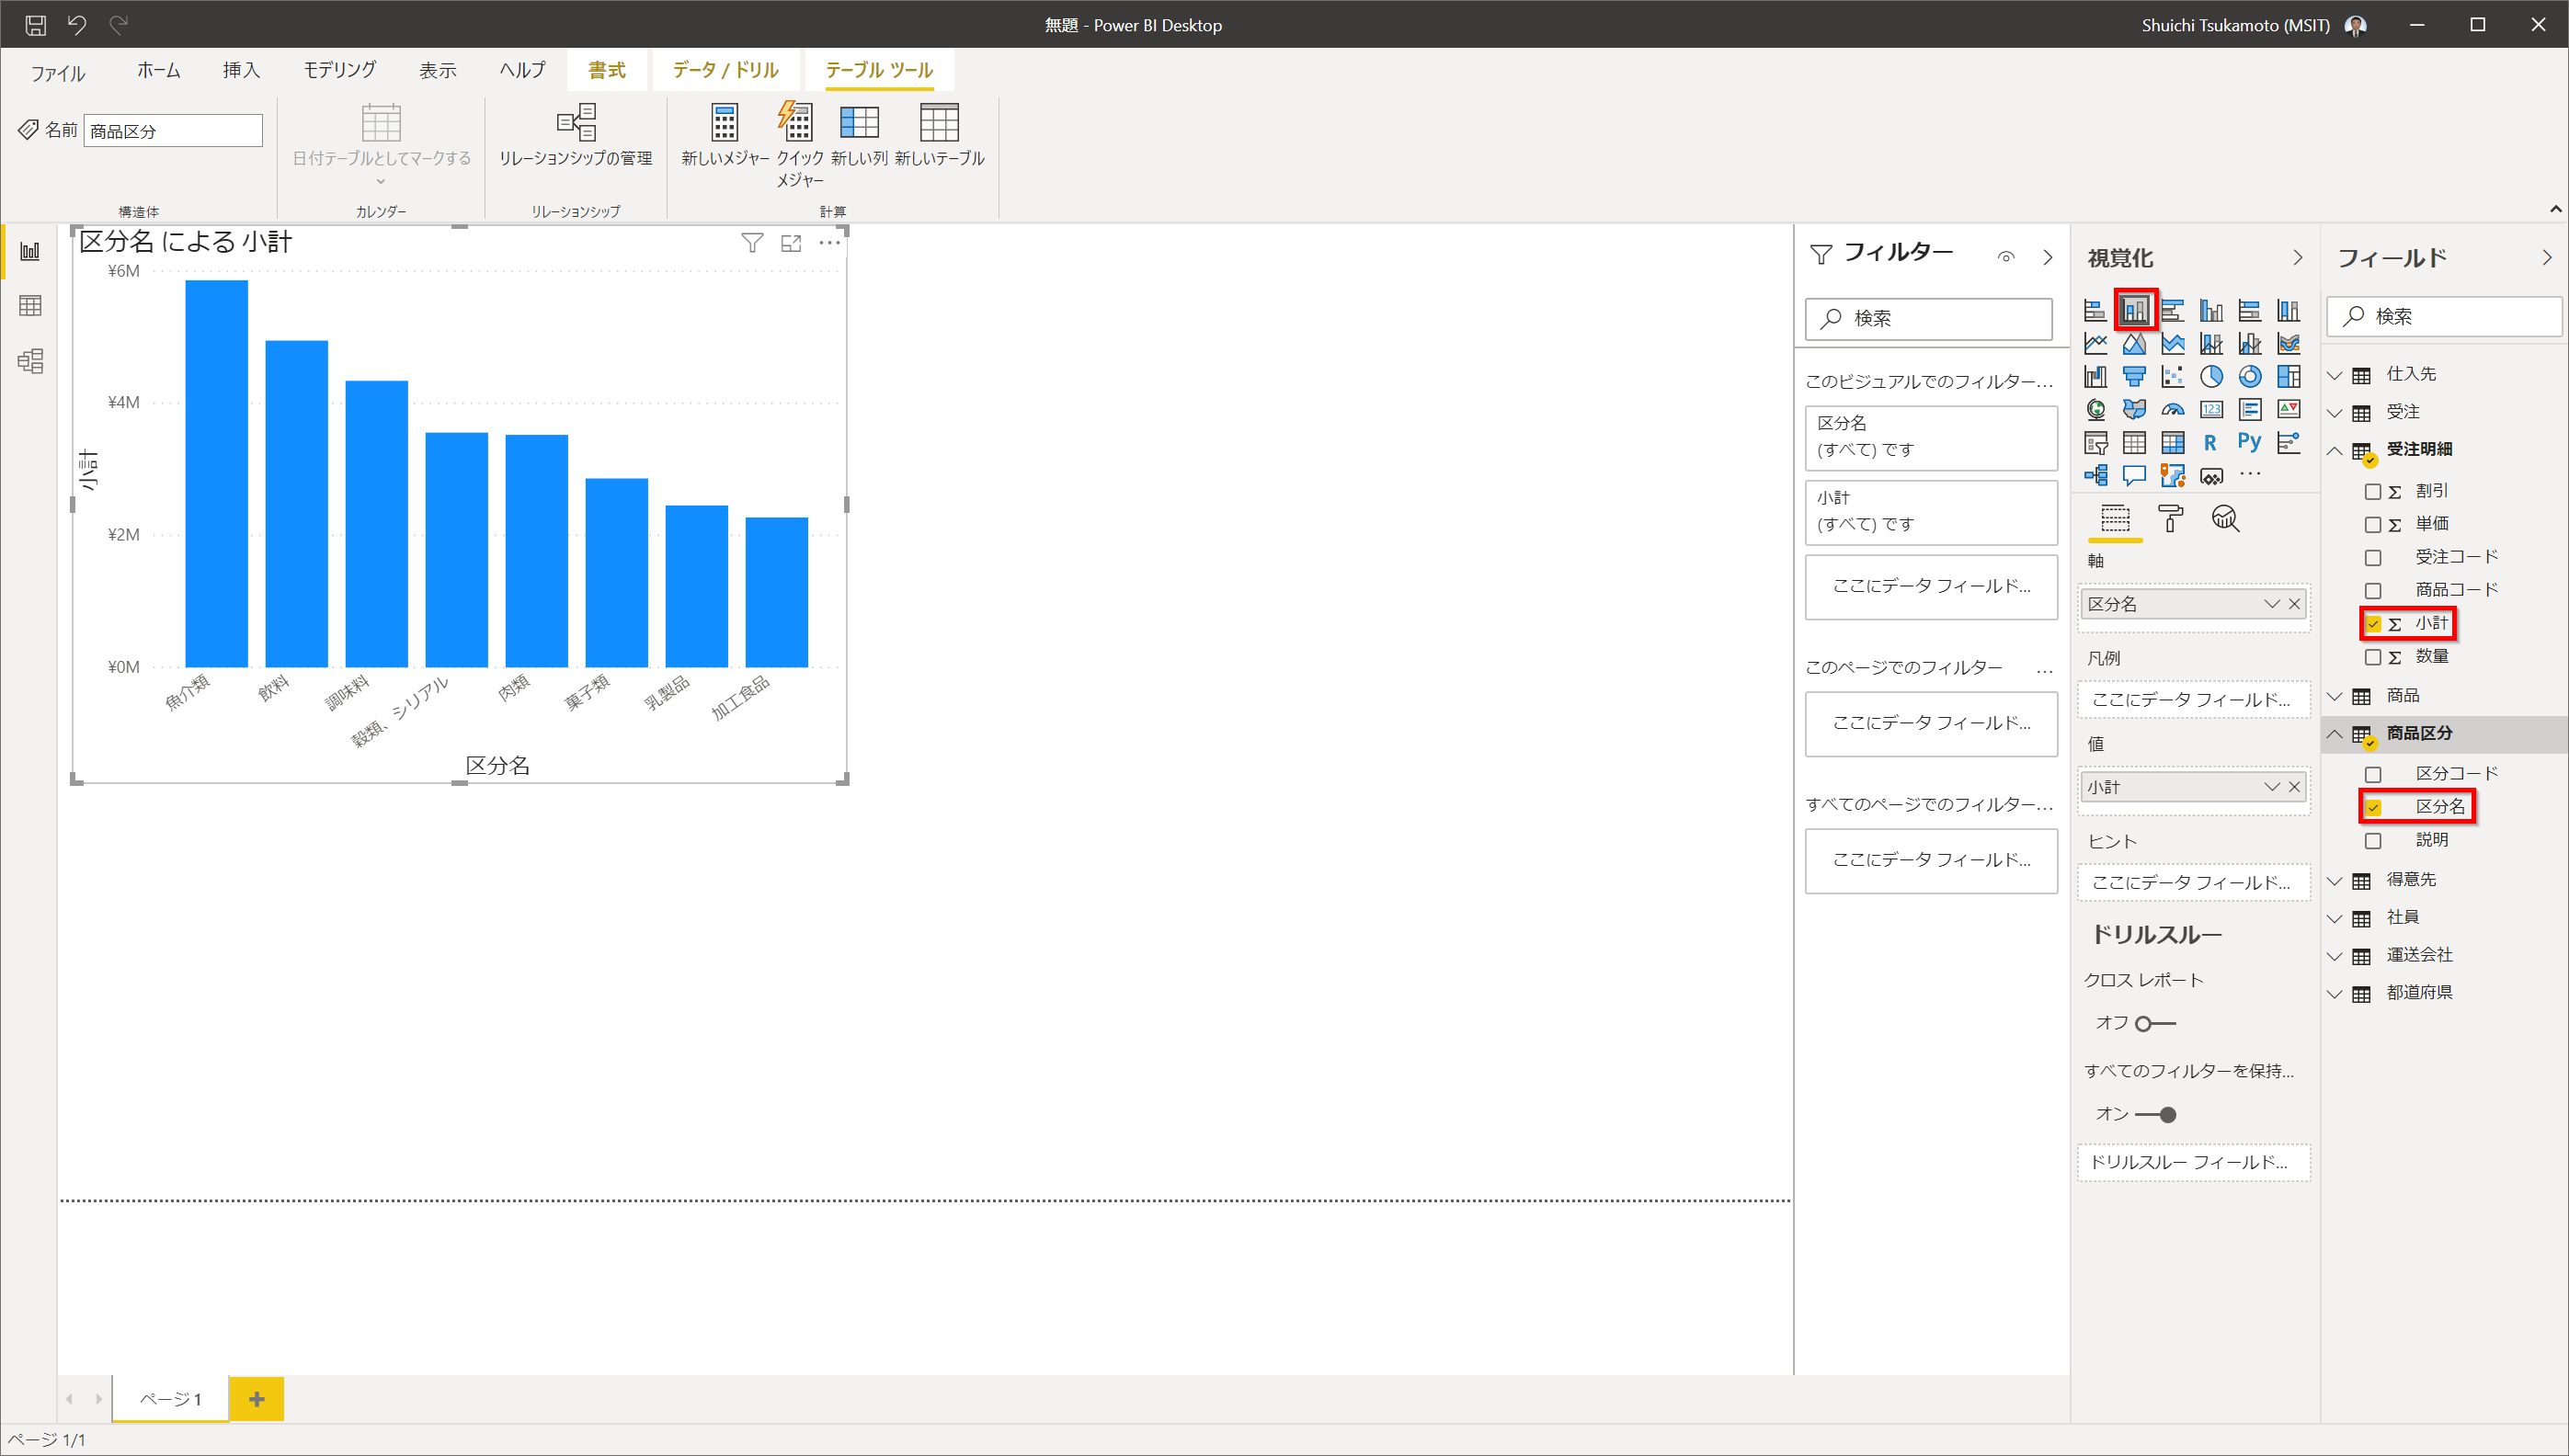 無題 - Power BI Desktop
Shuichi Tsukamoto (MSIT)
ファイル ホーム 挿入 モデリング 表示 ヘルプ 書式 データ / ドリル テーブル ツール
名前 商品区分
日付テーブルとしてマークする
リレーションシップの管理
新しいメジャー クイック メジャー 新しい列 新しいテーブル
構造体 カレンダー リレーションシップ 計算
区分名 による 小計
¥6M
¥4M
¥2M
¥0M
小計
魚介類 飲料 調味料 穀類、シリアル 肉類 菓子類 乳製品 加工食品
区分名
フィルター
検索
このビジュアルでのフィルター...
区分名
(すべて) です
小計
(すべて) です
ここにデータ フィールド...
このページでのフィルター ...
ここにデータ フィールド...
すべてのページでのフィルター...
ここにデータ フィールド...
視覚化
123
R Py
...
軸
区分名
凡例
ここにデータ フィールド...
値
小計
ヒント
ここにデータ フィールド...
ドリルスルー
クロス レポート
オフ
すべてのフィルターを保持...
オン
ドリルスルー フィールド...
フィールド
検索
仕入先
受注
受注明細
Σ 割引
Σ 単価
受注コード
商品コード
Σ 小計
Σ 数量
商品
商品区分
区分コード
区分名
説明
得意先
社員
運送会社
都道府県
ページ 1
+
ページ 1/1